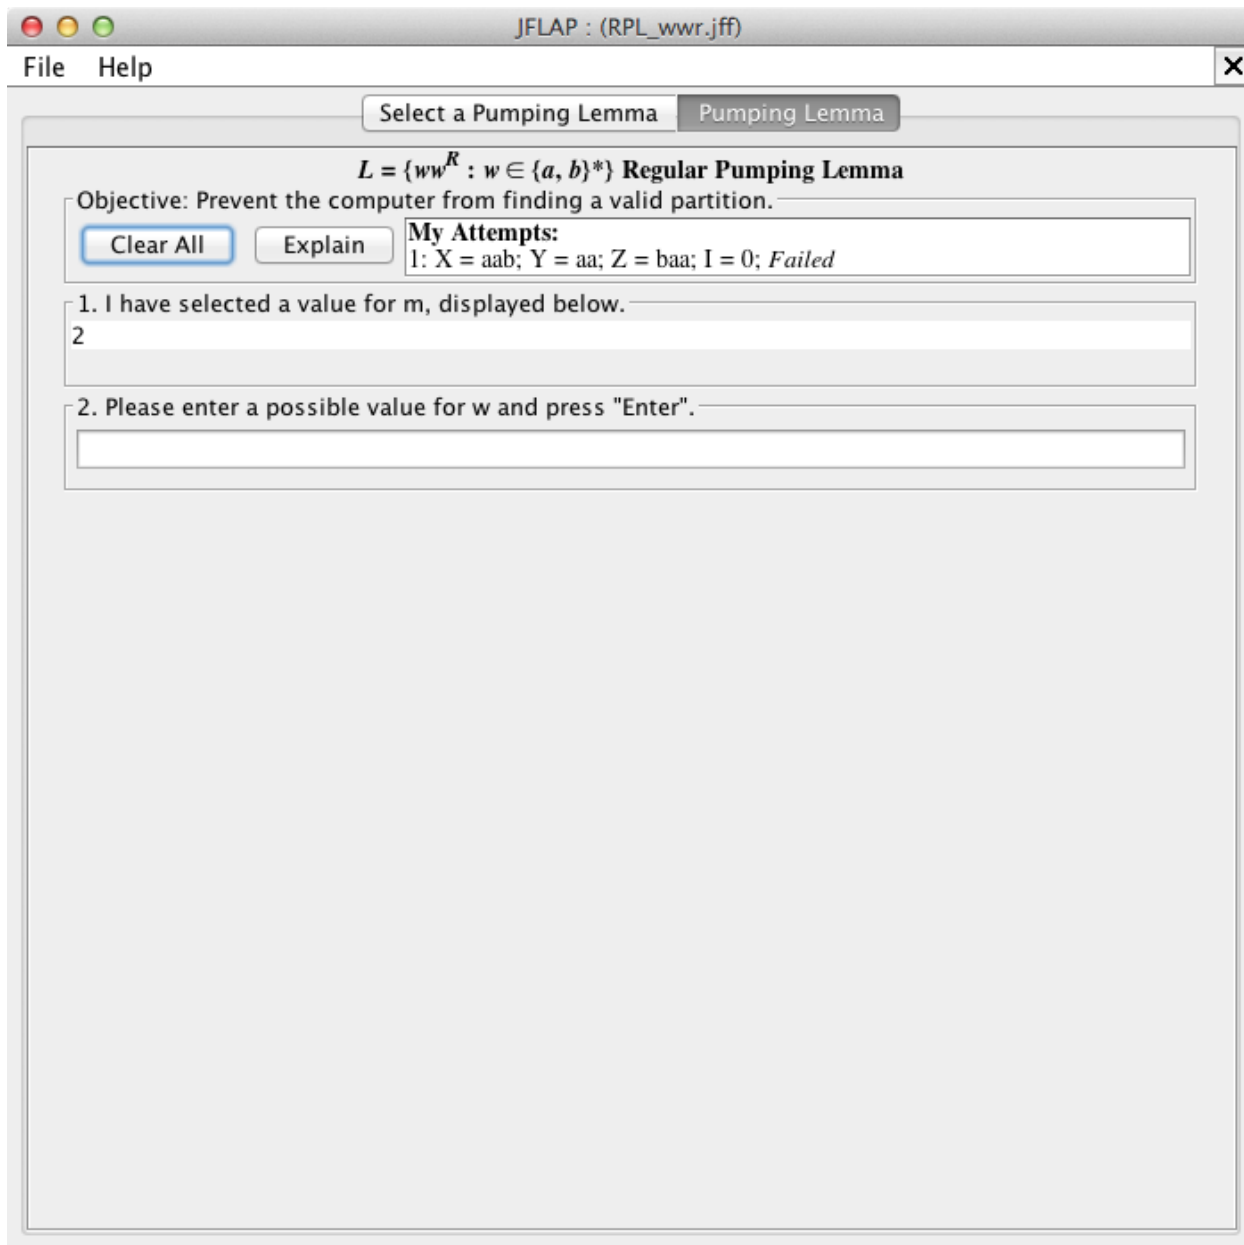 JFLAP : (RPL_wwr.jff)
File Help
Select a Pumping Lemma Pumping Lemma
L = {ww^R : w ∈ {a, b}*} Regular Pumping Lemma
Objective: Prevent the computer from finding a valid partition.
Clear All Explain
My Attempts:
1: X = aab; Y = aa; Z = baa; I = 0; Failed
1. I have selected a value for m, displayed below.
2
2. Please enter a possible value for w and press "Enter".